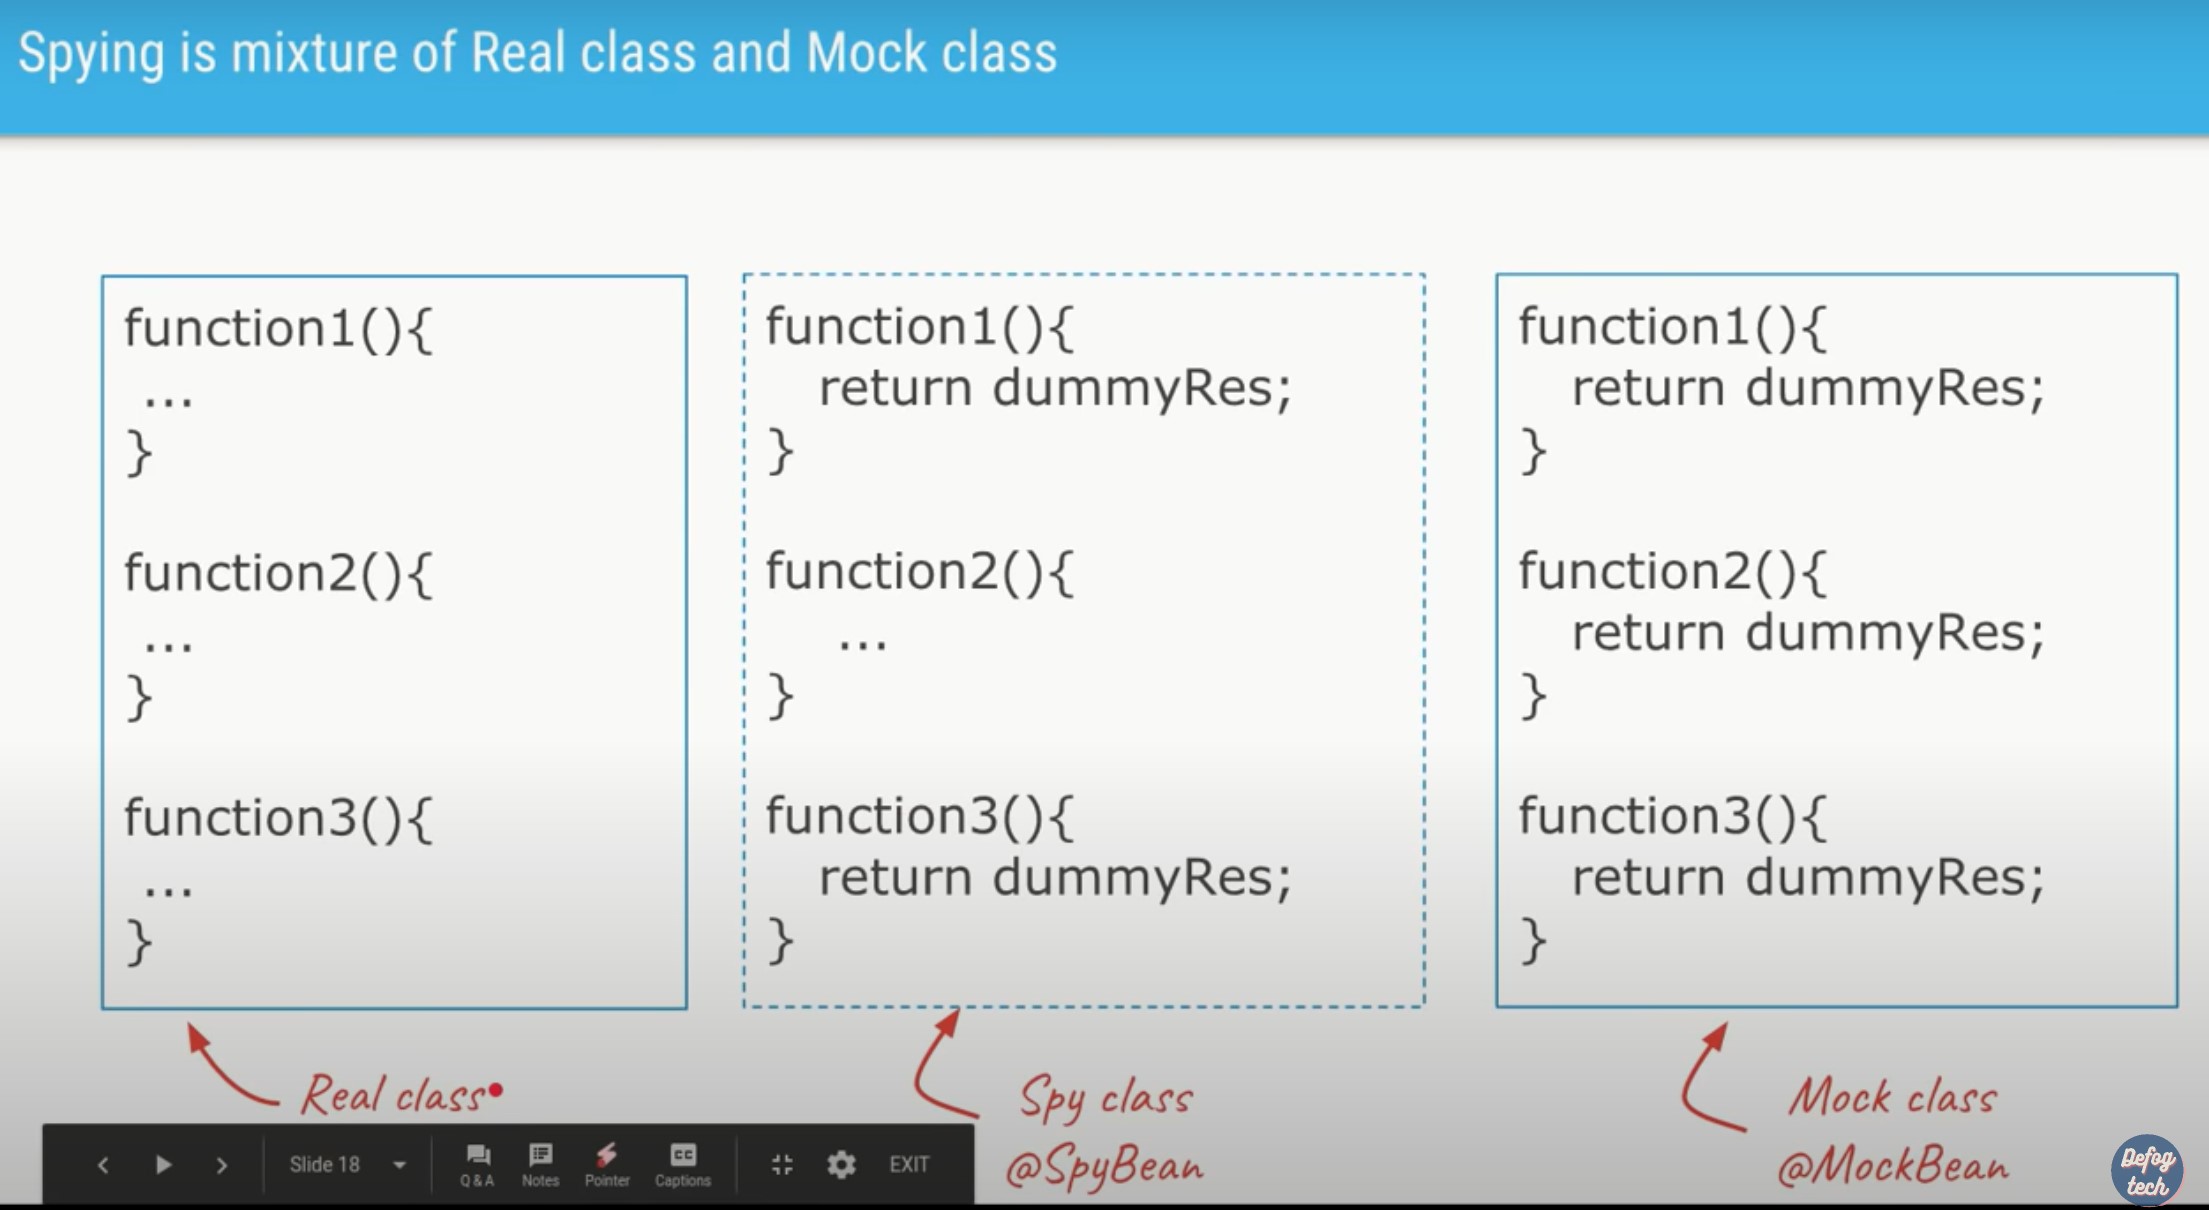 Spying is mixture of Real class and Mock class
function1(){
...
}
function2(){
...
}
function3(){
...
}
Real class
function1(){
return dummyRes;
}
function2(){
...
}
function3(){
return dummyRes;
}
Spy class
@SpyBean
function1(){
return dummyRes;
}
function2(){
return dummyRes;
}
function3(){
return dummyRes;
}
Mock class
@MockBean
Slide 18
Q & A
Notes
Pointer
CC
Captions
EXIT
Defog
tech